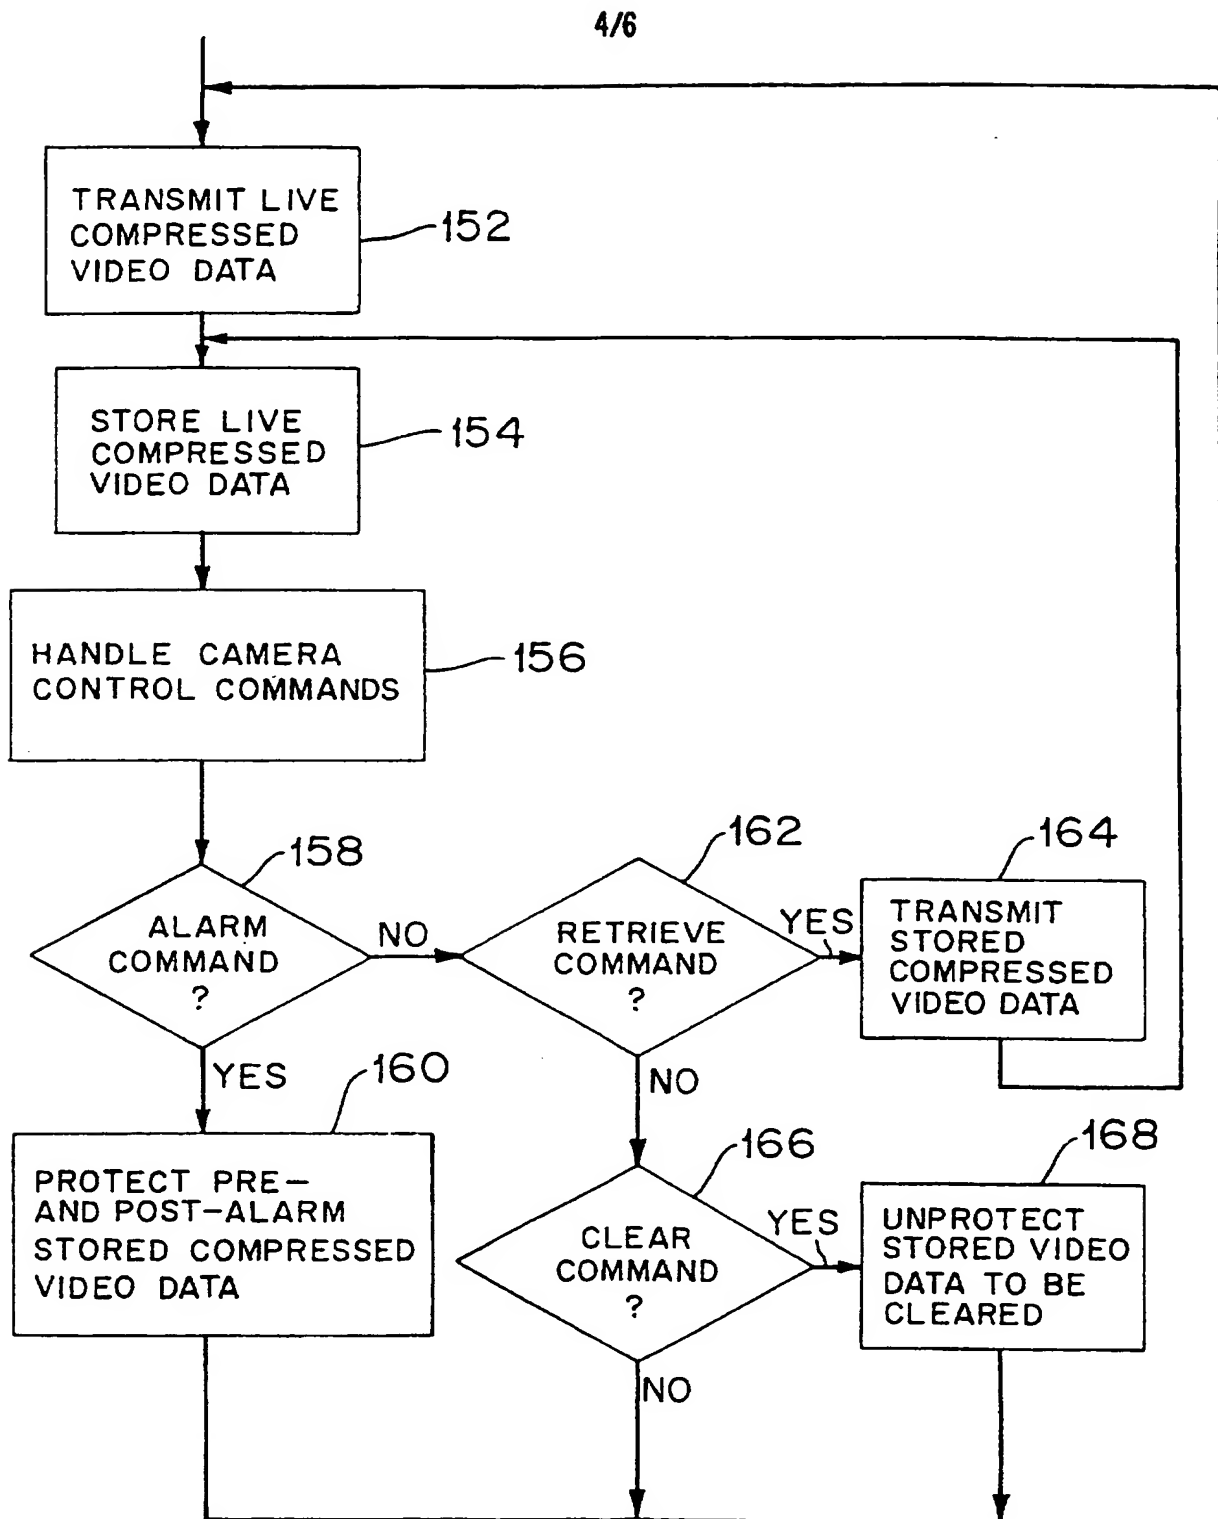 4/6
TRANSMIT LIVE
COMPRESSED
VIDEO DATA
152
STORE LIVE
COMPRESSED
VIDEO DATA
154
HANDLE CAMERA
CONTROL COMMANDS
156
158
ALARM
COMMAND
?
NO
YES
162
RETRIEVE
COMMAND
?
YES
NO
164
TRANSMIT
STORED
COMPRESSED
VIDEO DATA
160
PROTECT PRE-
AND POST-ALARM
STORED COMPRESSED
VIDEO DATA
166
CLEAR
COMMAND
?
YES
NO
168
UNPROTECT
STORED VIDEO
DATA TO BE
CLEARED